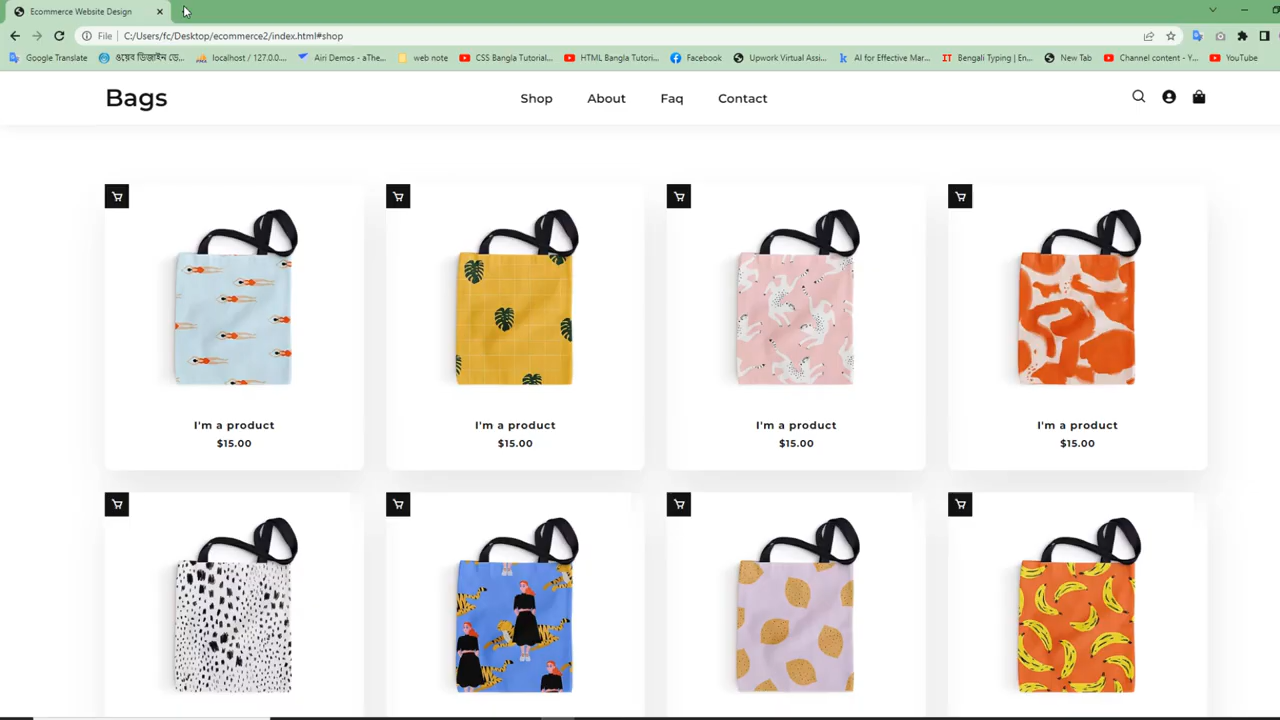 Ecommerce Website Design
File C:/Users/fc/Desktop/ecommerce2/index.html#shop
Google Translate ওয়েব ডিজাইন ডে... localhost / 127.0.0.... Airi Demos - aThe... web note CSS Bangla Tutorial... HTML Bangla Tutori... Facebook Upwork Virtual Assi... AI for Effective Mar... Bengali Typing | En... New Tab Channel content - Y... YouTube
Bags Shop About Faq Contact
I'm a product I'm a product I'm a product I'm a product
$15.00 $15.00 $15.00 $15.00